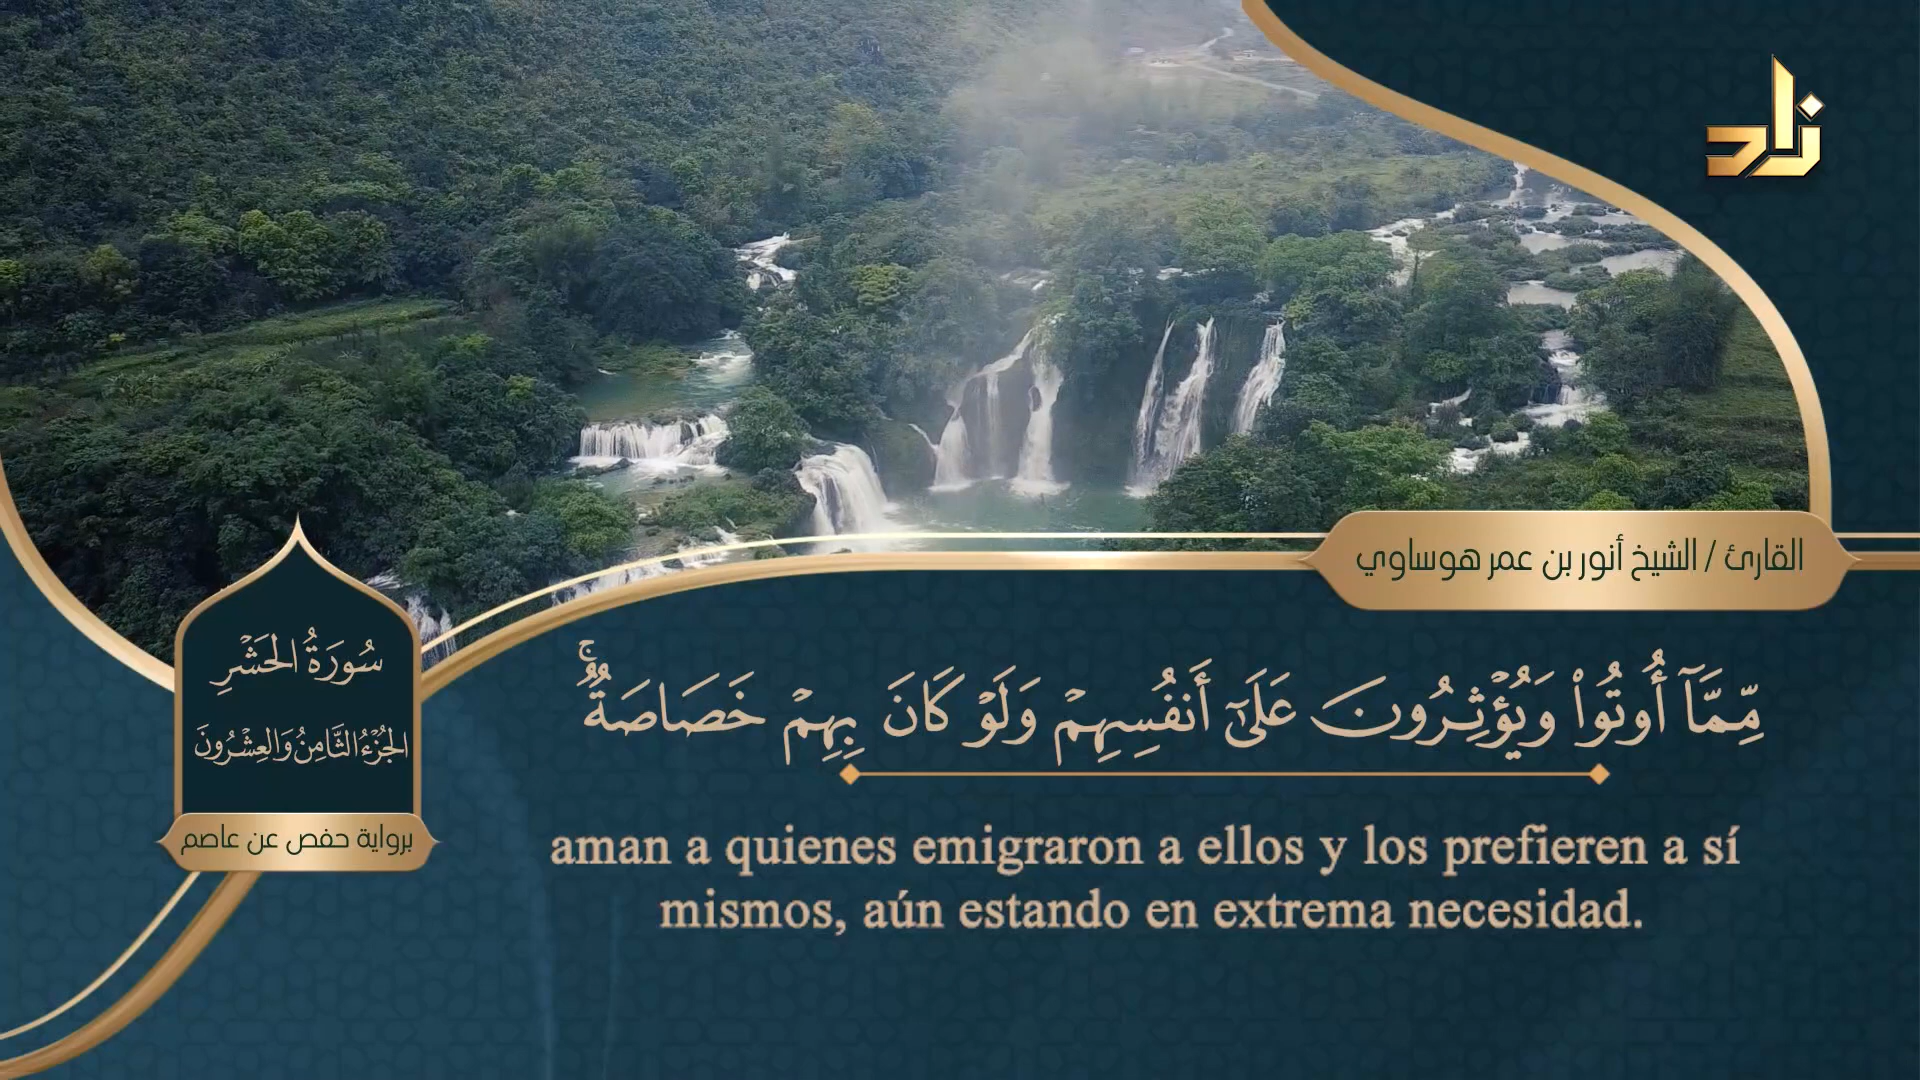 زاد
القارئ / الشيخ أنور بن عمر هوساوي
سُورَةُ الحَشْرِ
الجُزْءُ الثَّامِنُ وَالعِشْرُونَ
برواية حفص عن عاصم
مِّمَّآ أُوتُوا۟ وَيُؤْثِرُونَ عَلَىٰٓ أَنفُسِهِمْ وَلَوْ كَانَ بِهِمْ خَصَاصَةٌۭ ۚ
aman a quienes emigraron a ellos y los prefieren a sí
mismos, aún estando en extrema necesidad.